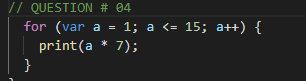 // QUESTION # 04
for (var a = 1; a <= 15; a++) {
print(a * 7);
}